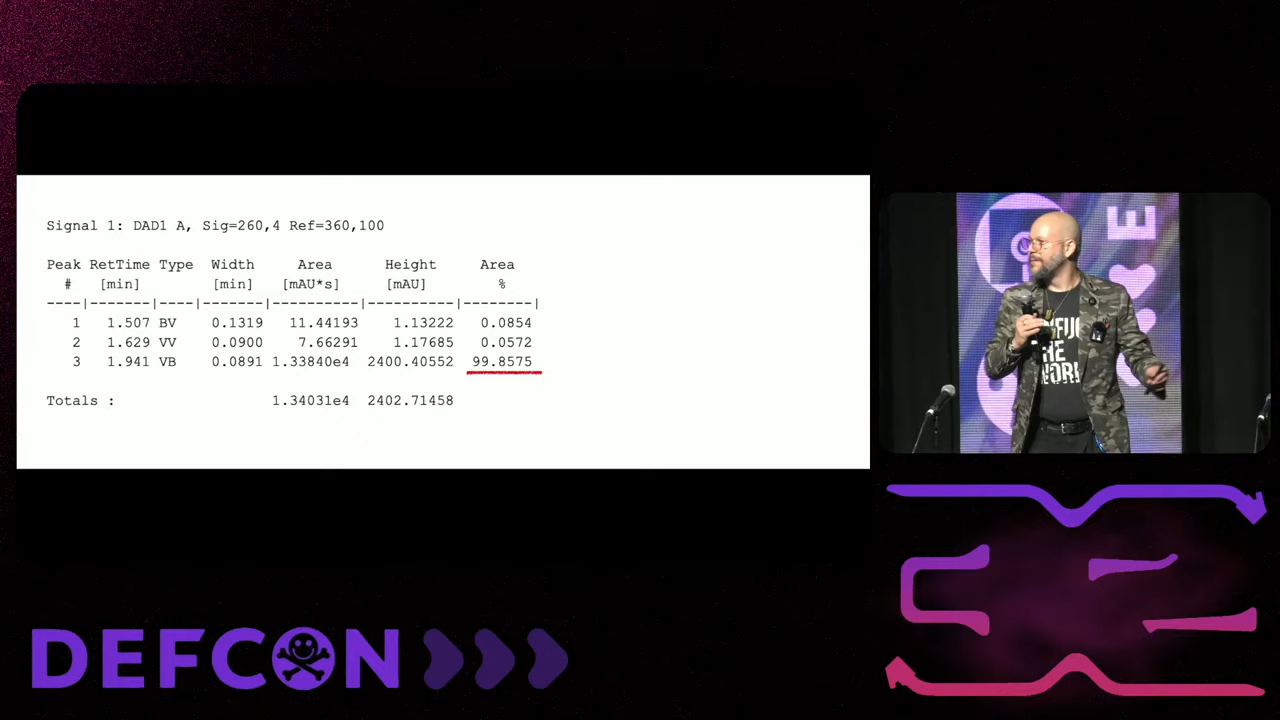 Signal 1: DAD1 A, Sig=260,4 Ref=360,100
Peak RetTime Type Width Area Height Area
# [min] [min] [mAU*s] [mAU] %
----|-------|----|-------|----------|----------|--------|
1 1.507 BV 0.1319 11.44193 1.13222 0.0854
2 1.629 VV 0.0900 7.66291 1.17685 0.0572
3 1.941 VB 0.0891 1.33840e4 2400.40552 99.8575
Totals : 1.34031e4 2402.71458
THE
DEFCON